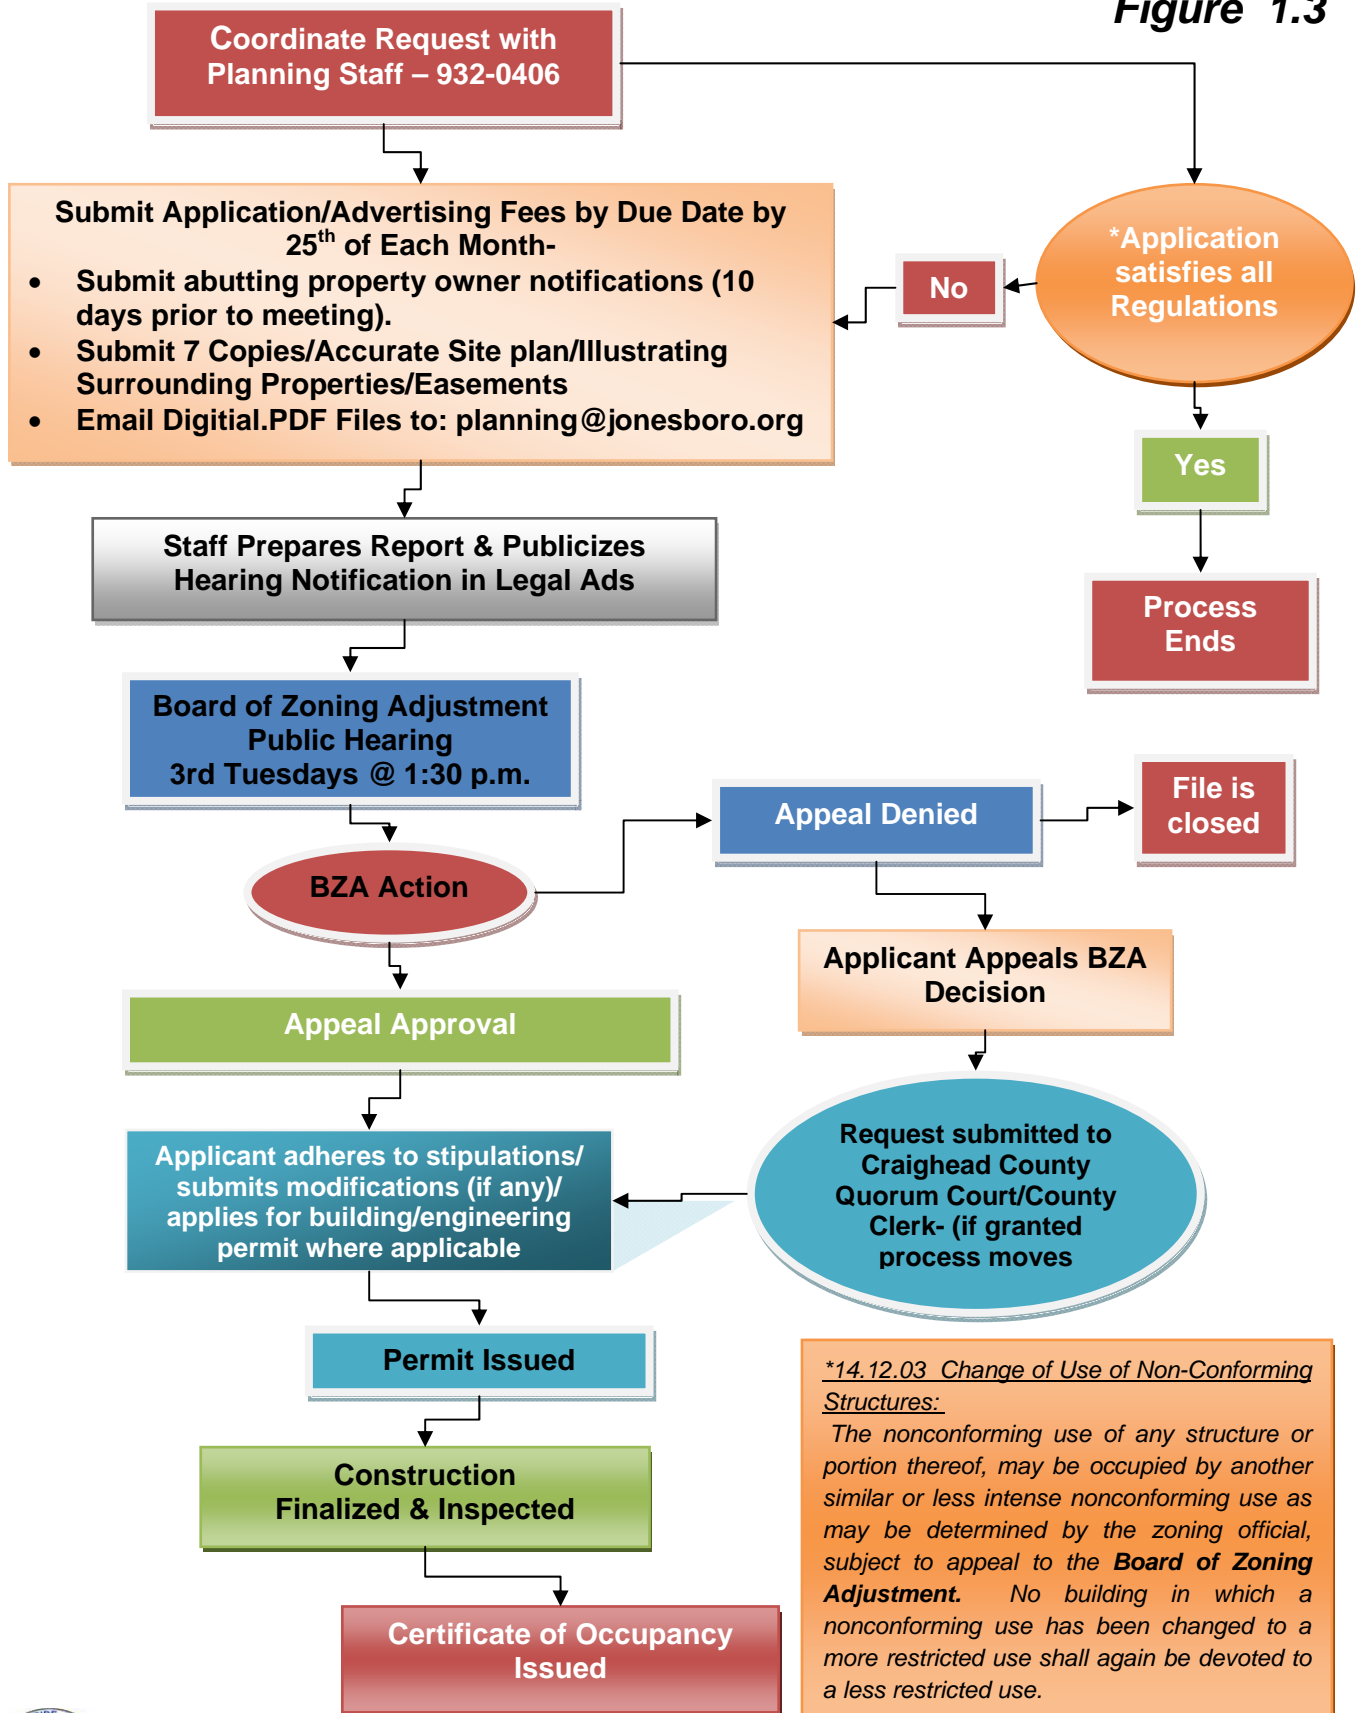 Figure 1.3
Coordinate Request with
Planning Staff – 932-0406
Submit Application/Advertising Fees by Due Date by
25th of Each Month-
• Submit abutting property owner notifications (10
days prior to meeting).
• Submit 7 Copies/Accurate Site plan/Illustrating
Surrounding Properties/Easements
• Email Digitial.PDF Files to: planning@jonesboro.org
No
*Application
satisfies all
Regulations
Yes
Process
Ends
Staff Prepares Report & Publicizes
Hearing Notification in Legal Ads
Board of Zoning Adjustment
Public Hearing
3rd Tuesdays @ 1:30 p.m.
Appeal Denied
File is
closed
BZA Action
Applicant Appeals BZA
Decision
Appeal Approval
Request submitted to
Craighead County
Quorum Court/County
Clerk- (if granted
process moves
Applicant adheres to stipulations/
submits modifications (if any)/
applies for building/engineering
permit where applicable
Permit Issued
Construction
Finalized & Inspected
Certificate of Occupancy
Issued
*14.12.03 Change of Use of Non-Conforming
Structures:
The nonconforming use of any structure or
portion thereof, may be occupied by another
similar or less intense nonconforming use as
may be determined by the zoning official,
subject to appeal to the Board of Zoning
Adjustment. No building in which a
nonconforming use has been changed to a
more restricted use shall again be devoted to
a less restricted use.